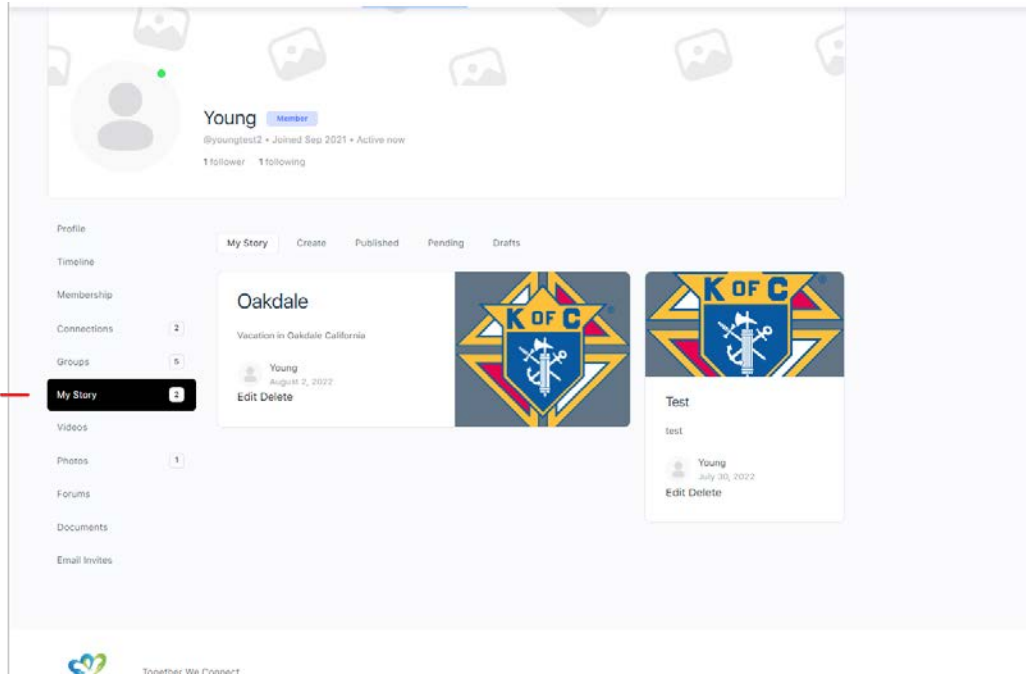 Young Member
@youngtest2 • Joined Sep 2021 • Active now
1 follower 1 following
Profile
Timeline
Membership
Connections 2
Groups 5
My Story 2
Videos
Photos 1
Forums
Documents
Email Invites
My Story Create Published Pending Drafts
Oakdale
Vacation in Oakdale California
Young
August 2, 2022
Edit Delete
K OF C
®
K OF C
Test
test
Young
July 30, 2022
Edit Delete
Together We Connect